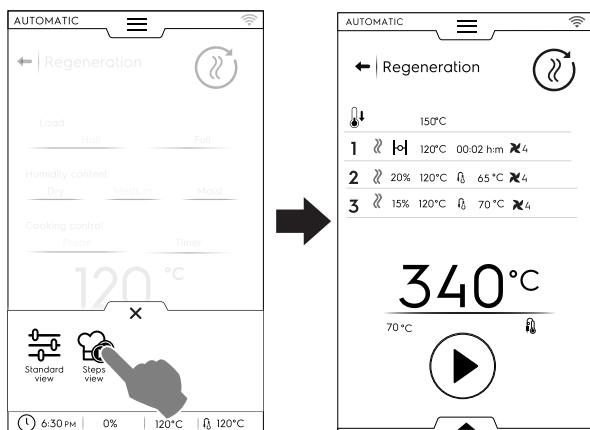 AUTOMATIC
Regeneration
Load
Half Full
Humidity content
Dry Medium Moist
Cooking control
Probe Timer
120 °C
Standard view
Steps view
6:30 PM 0% 120°C 120°C
AUTOMATIC
Regeneration
150°C
1 120°C 00:02 h:m 4
2 20% 120°C 65 °C 4
3 15% 120°C 70 °C 4
340°C
70 °C